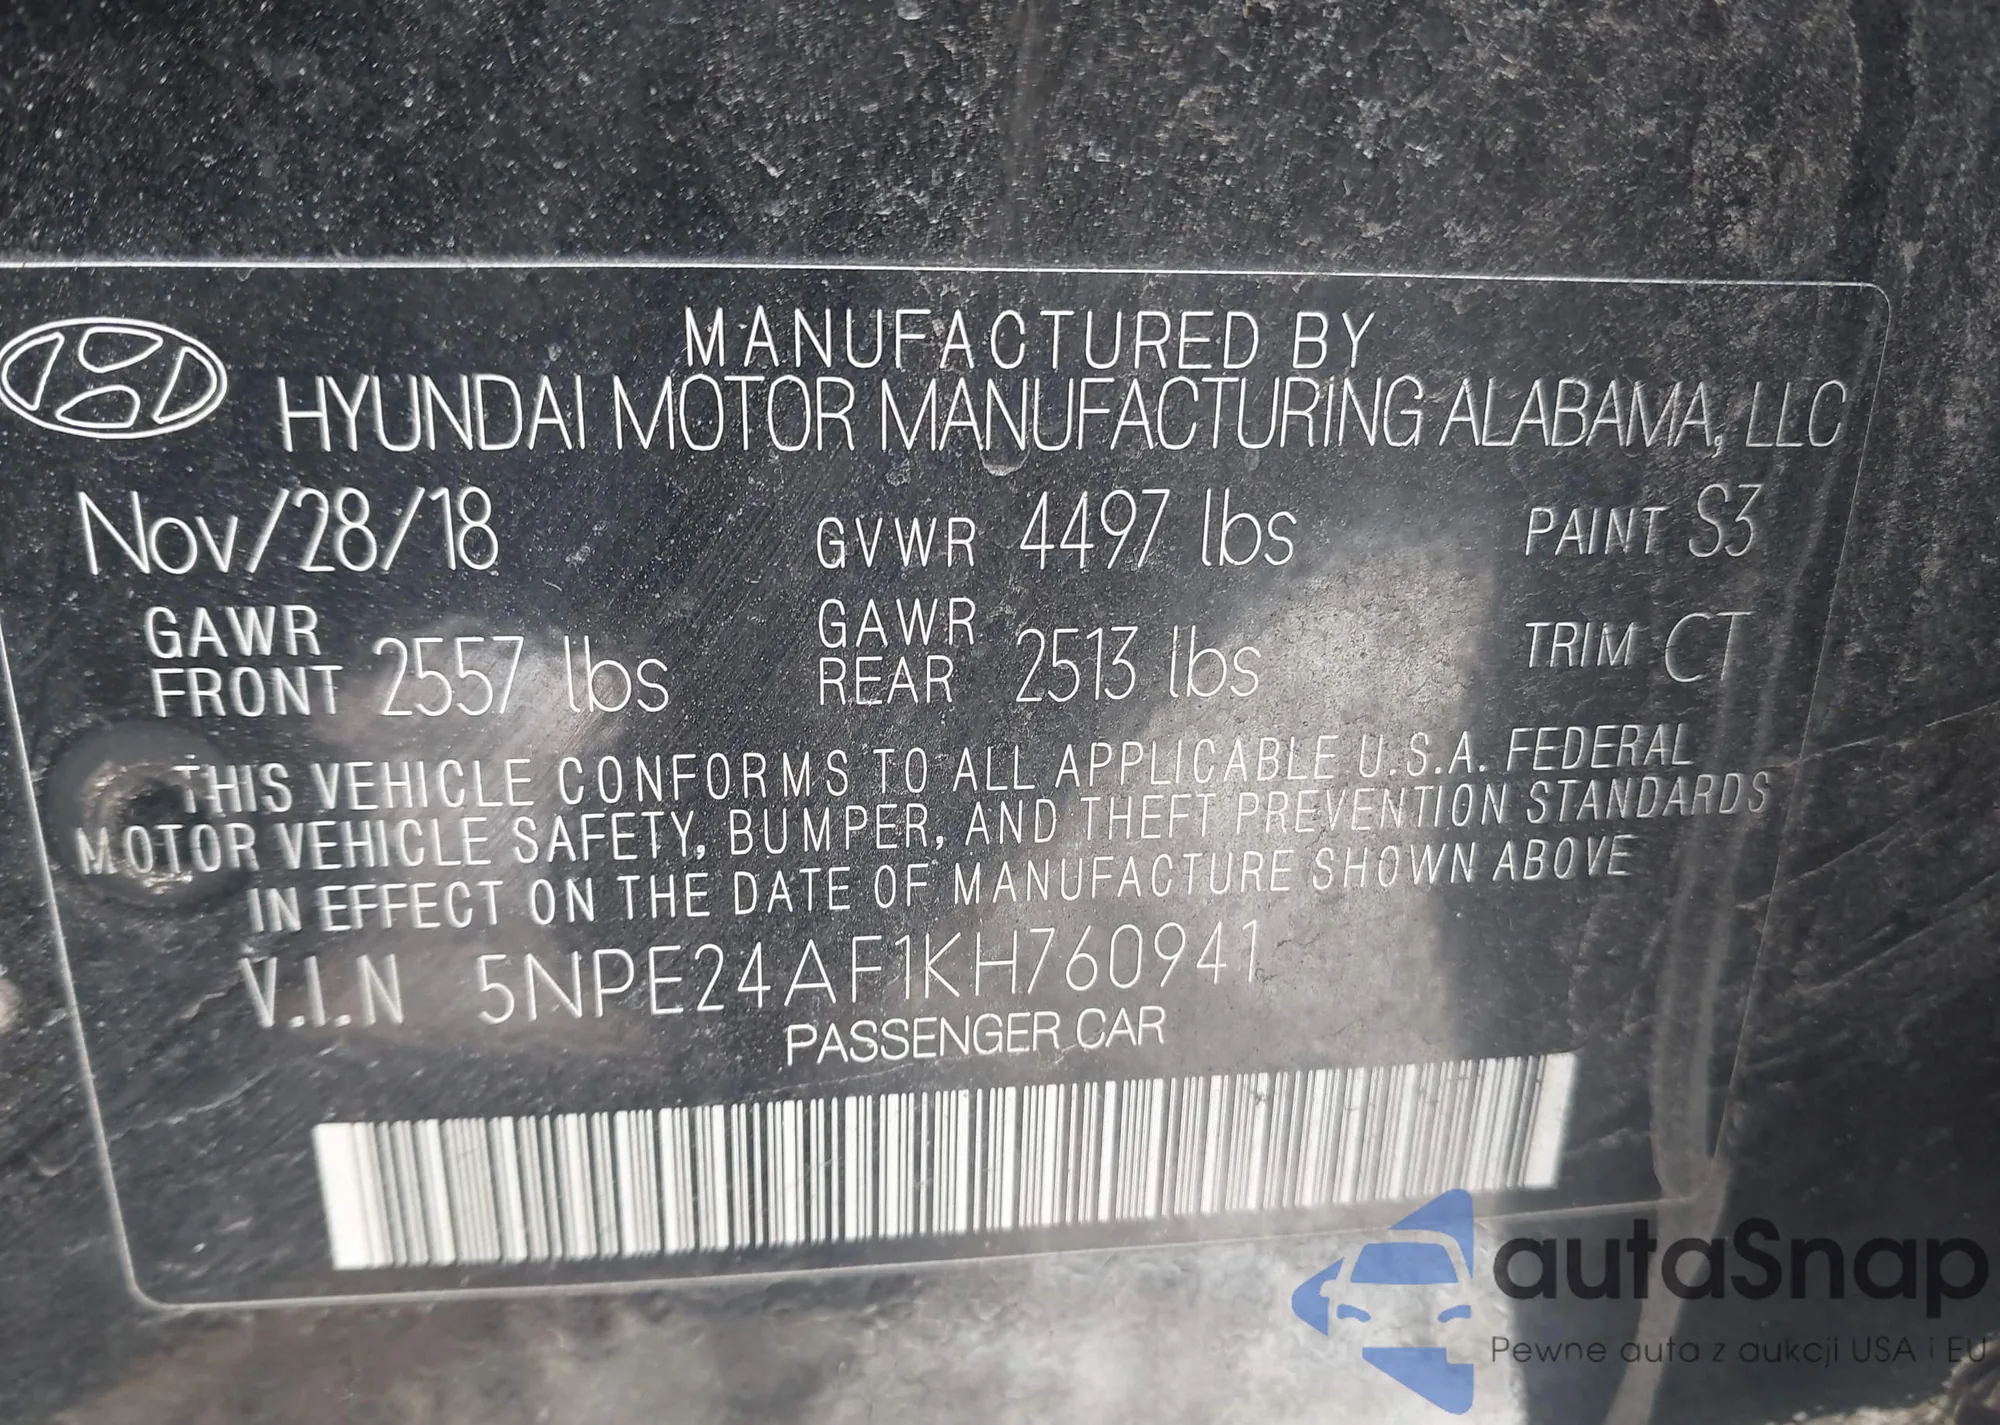 MANUFACTURED BY
HYUNDAI MOTOR MANUFACTURING ALABAMA, LLC
Nov/28/18 GVWR 4497 lbs PAINT S3
GAWR FRONT 2557 lbs GAWR REAR 2513 lbs TRIM CT
THIS VEHICLE CONFORMS TO ALL APPLICABLE U.S.A. FEDERAL
MOTOR VEHICLE SAFETY, BUMPER, AND THEFT PREVENTION STANDARDS
IN EFFECT ON THE DATE OF MANUFACTURE SHOWN ABOVE
V.I.N 5NPE24AF1KH760941
PASSENGER CAR
autaSnap
Pewne auta z aukcji USA i EU